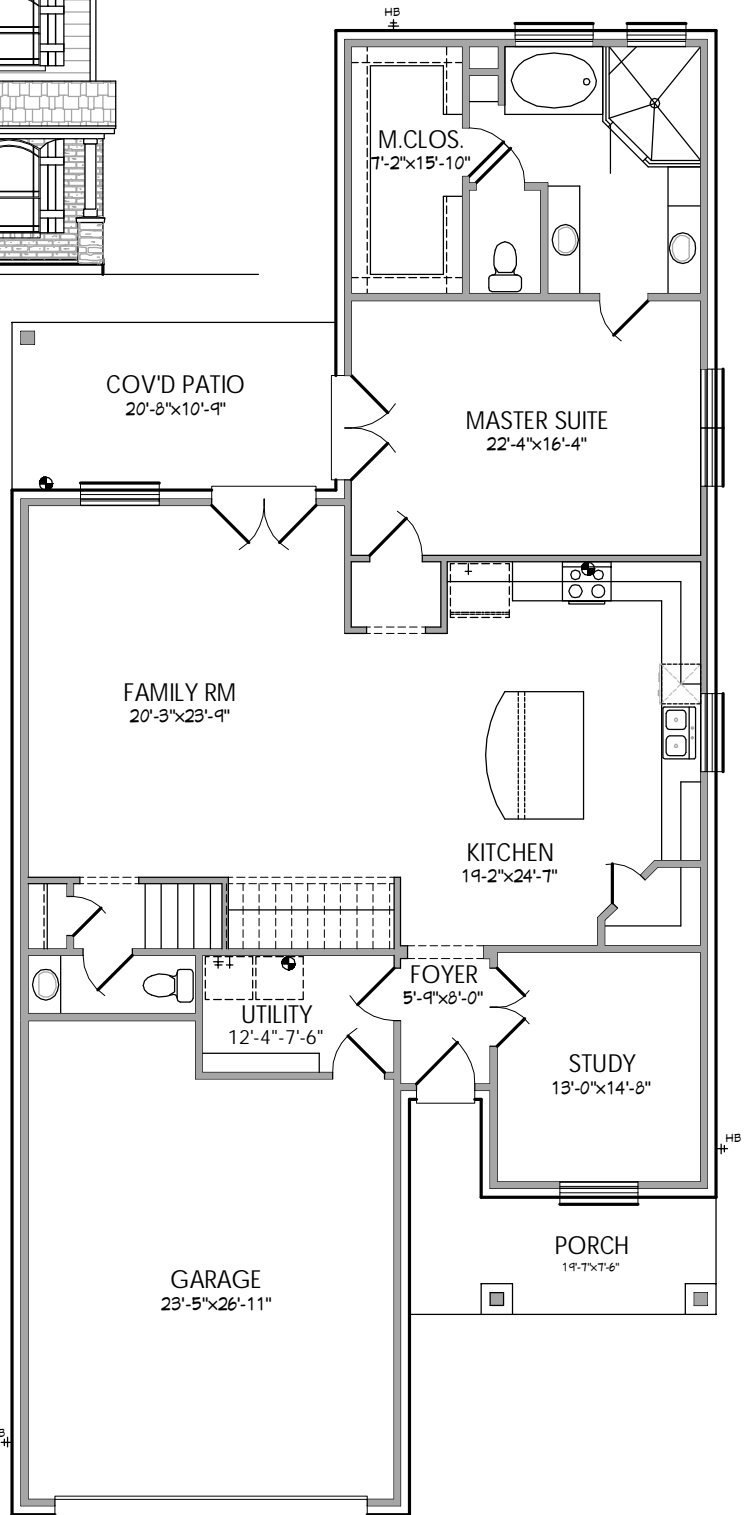 HB
M.CLOS.
7'-2"x15'-10"
COV'D PATIO
20'-8"x10'-9"
MASTER SUITE
22'-4"x16'-4"
FAMILY RM
20'-3"x23'-9"
KITCHEN
19-2"x24'-7"
FOYER
5'-9"x8'-0"
UTILITY
12'-4"-7'-6"
STUDY
13'-0"x14'-8"
HB
PORCH
19'-7"x7'-6"
GARAGE
23'-5"x26'-11"
B